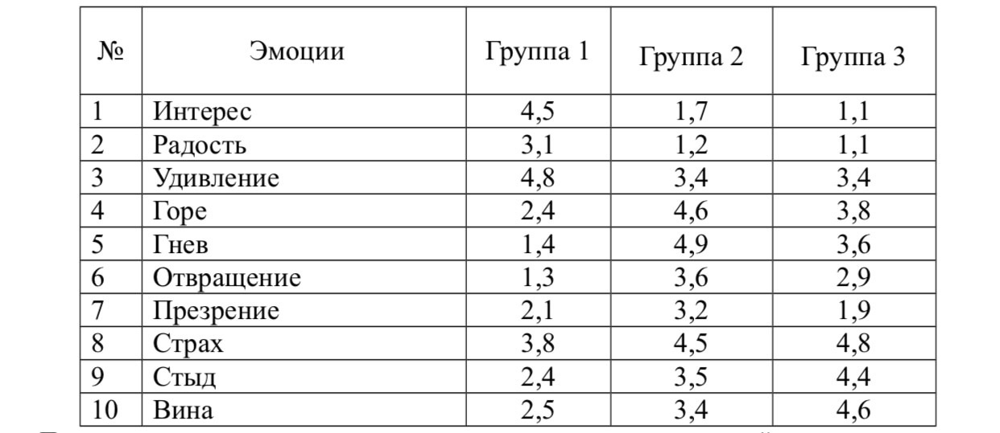 № Эмоции Группа 1 Группа 2 Группа 3
1 Интерес 4,5 1,7 1,1
2 Радость 3,1 1,2 1,1
3 Удивление 4,8 3,4 3,4
4 Горе 2,4 4,6 3,8
5 Гнев 1,4 4,9 3,6
6 Отвращение 1,3 3,6 2,9
7 Презрение 2,1 3,2 1,9
8 Страх 3,8 4,5 4,8
9 Стыд 2,4 3,5 4,4
10 Вина 2,5 3,4 4,6